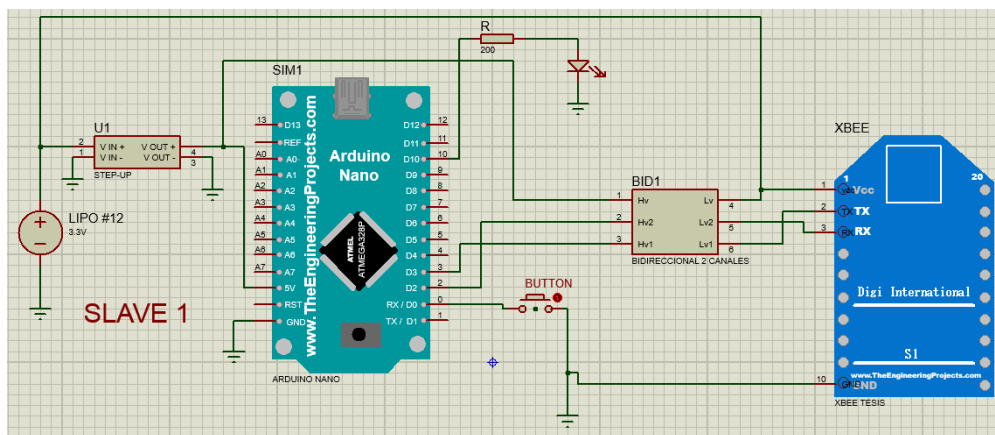 SIM1
R
200
U1
2 V IN + V OUT + 4
1 V IN - V OUT - 3
STEP-UP
LIPO #12
3.3V
SLAVE 1
13 D13
REF
A0 A0
A1 A1
A2 A2
A3 A3
A4 A4
A5 A5
A6 A6
A7 A7
5V
RST
GND
www.TheEngineeringProjects.com
Arduino
Nano
ATMEL
ATMEGA328P
D12 12
D11 11
D10 10
D9 9
D8 8
D7 7
D6 6
D5 5
D4 4
D3 3
D2 2
RX / D0 0
TX / D1 1
ARDUINO NANO
BUTTON
BID1
1 Hv Lv 4
2 Hv2 Lv2 5
3 Hv1 Lv1 6
BIDIRECCIONAL 2 CANALES
XBEE
1 20
1 Vcc Vcc
2 TX TX
3 RX RX
Digi International
S1
www.TheEngineeringProjects.com
10 GND GND
XBEE TESIS